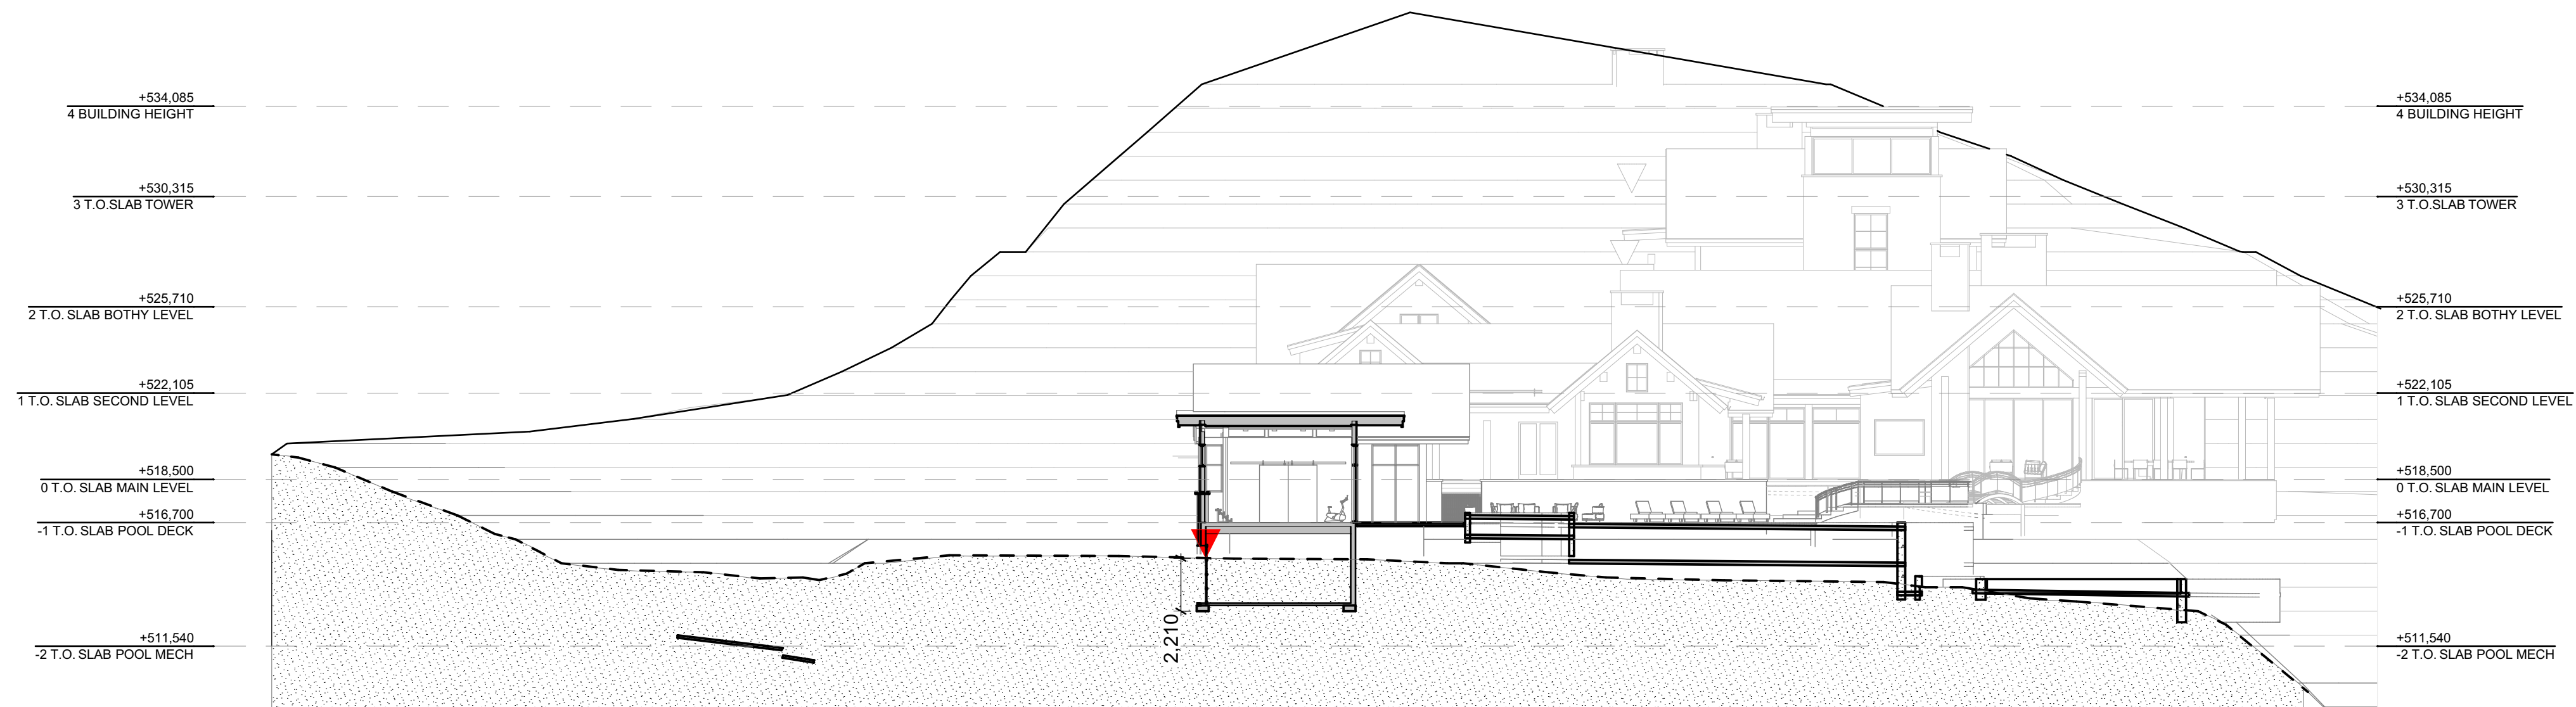 +534,085
4 BUILDING HEIGHT
+530,315
3 T.O.SLAB TOWER
+525,710
2 T.O. SLAB BOTHY LEVEL
+522,105
1 T.O. SLAB SECOND LEVEL
+518,500
0 T.O. SLAB MAIN LEVEL
+516,700
-1 T.O. SLAB POOL DECK
+511,540
-2 T.O. SLAB POOL MECH
2,210
+534,085
4 BUILDING HEIGHT
+530,315
3 T.O.SLAB TOWER
+525,710
2 T.O. SLAB BOTHY LEVEL
+522,105
1 T.O. SLAB SECOND LEVEL
+518,500
0 T.O. SLAB MAIN LEVEL
+516,700
-1 T.O. SLAB POOL DECK
+511,540
-2 T.O. SLAB POOL MECH